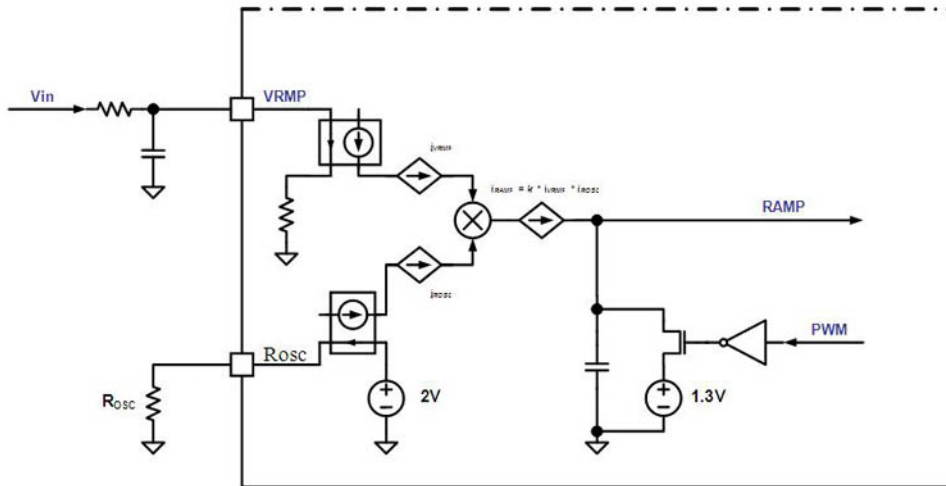 Vin
VRMP
iVRMP
iRAMP = k * iVRMP * iROSC
RAMP
iROSC
Rosc
PWM
ROSC
2V
1.3V